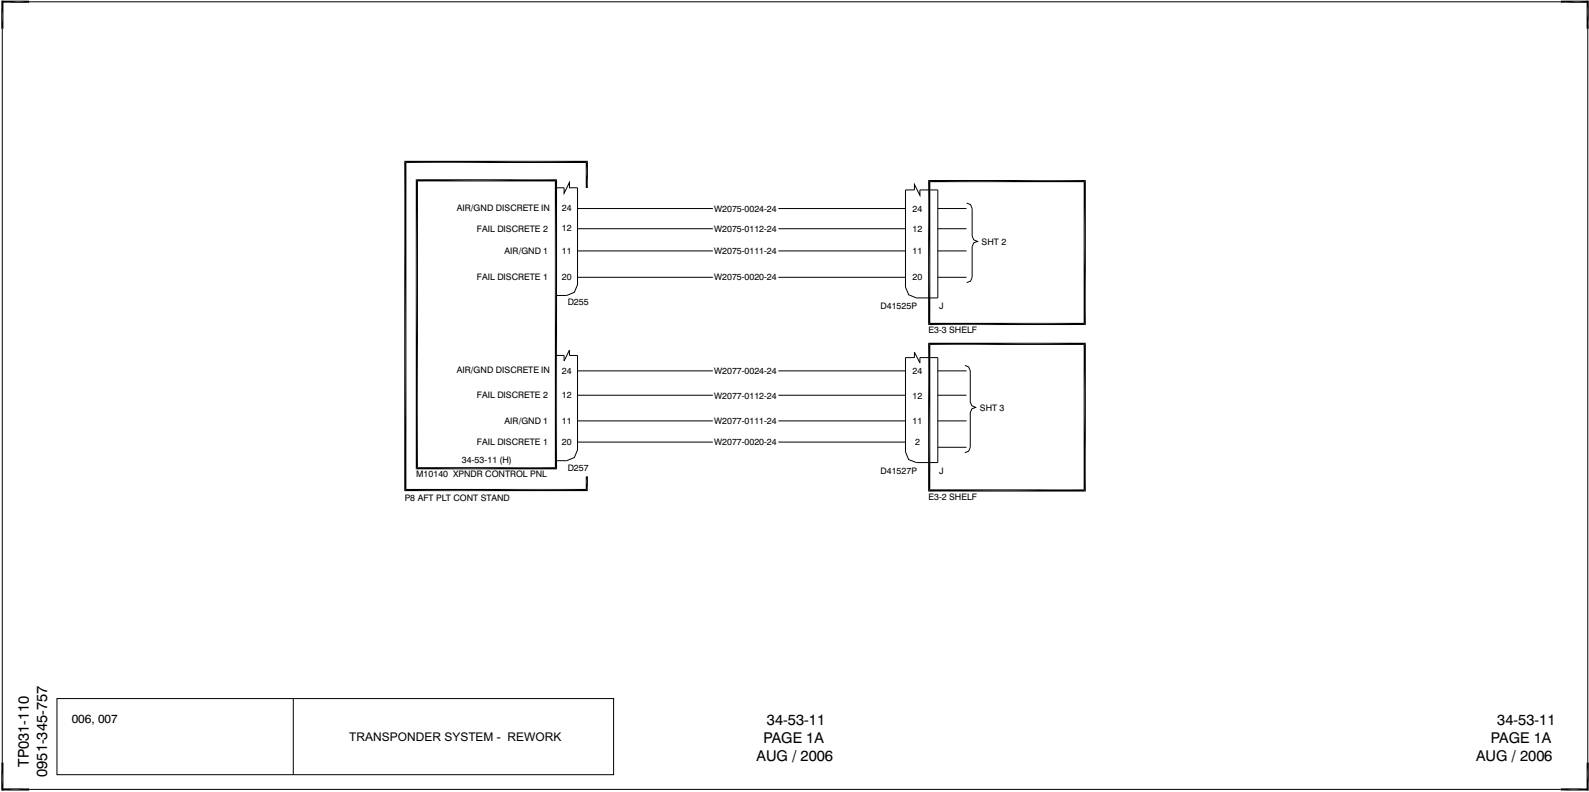 AIR/GND DISCRETE IN 24 W2075-0024-24 24
FAIL DISCRETE 2 12 W2075-0112-24 12
SHT 2
AIR/GND 1 11 W2075-0111-24 11
FAIL DISCRETE 1 20 W2075-0020-24 20
D255 D41525P J
E3-3 SHELF
AIR/GND DISCRETE IN 24 W2077-0024-24 24
FAIL DISCRETE 2 12 W2077-0112-24 12
SHT 3
AIR/GND 1 11 W2077-0111-24 11
FAIL DISCRETE 1 20 W2077-0020-24 2
34-53-11 (H)
D257 D41527P J
M10140 XPNDR CONTROL PNL
P8 AFT PLT CONT STAND
E3-2 SHELF
TP031-110
0951-345-757
006, 007
TRANSPONDER SYSTEM - REWORK
34-53-11
PAGE 1A
AUG / 2006
34-53-11
PAGE 1A
AUG / 2006